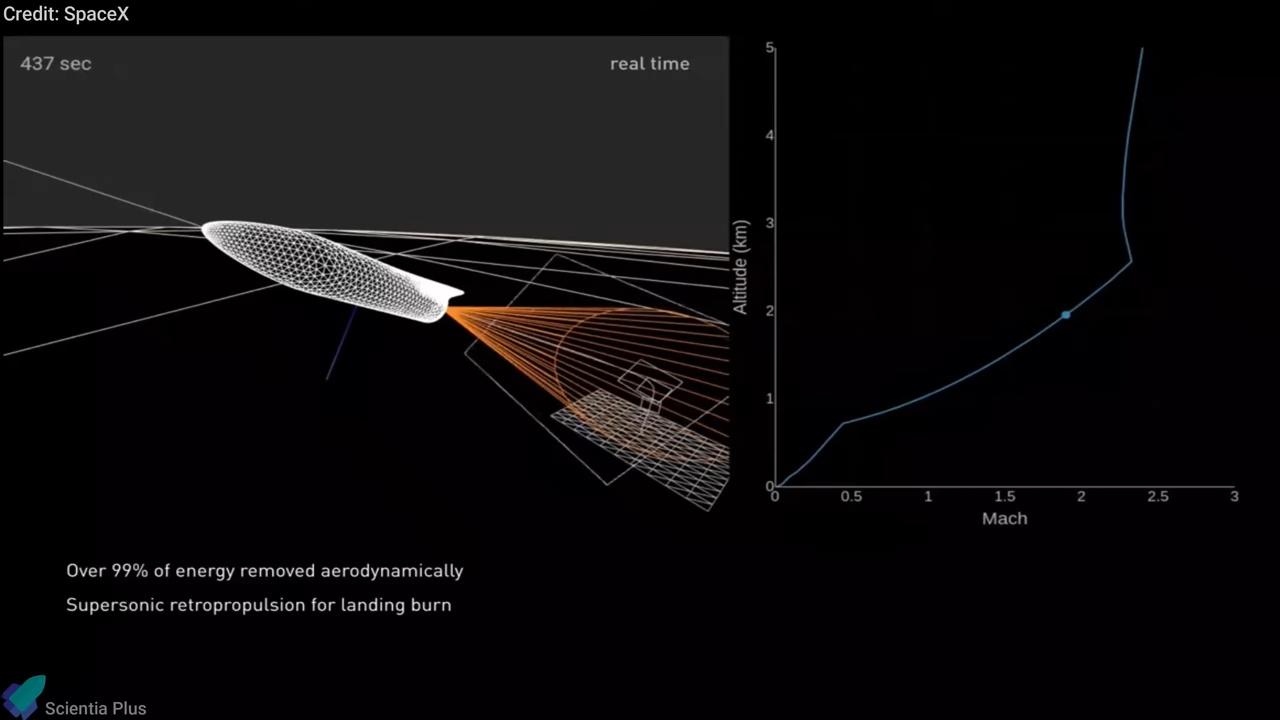 Credit: SpaceX
437 sec
real time
5
4
3
2
1
0
Altitude (km)
0
0.5
1
1.5
2
2.5
3
Mach
Over 99% of energy removed aerodynamically
Supersonic retropropulsion for landing burn
Scientia Plus